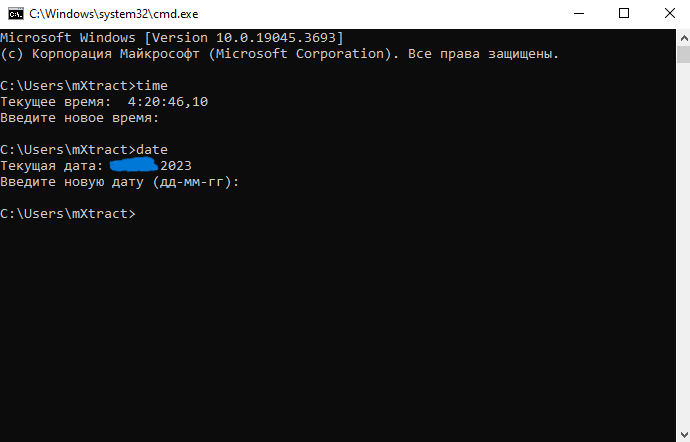 C:\Windows\system32\cmd.exe
Microsoft Windows [Version 10.0.19045.3693]
(c) Корпорация Майкрософт (Microsoft Corporation). Все права защищены.
C:\Users\mXtract>time
Текущее время:  4:20:46,10
Введите новое время:
C:\Users\mXtract>date
Текущая дата: 2023
Введите новую дату (дд-мм-гг):
C:\Users\mXtract>